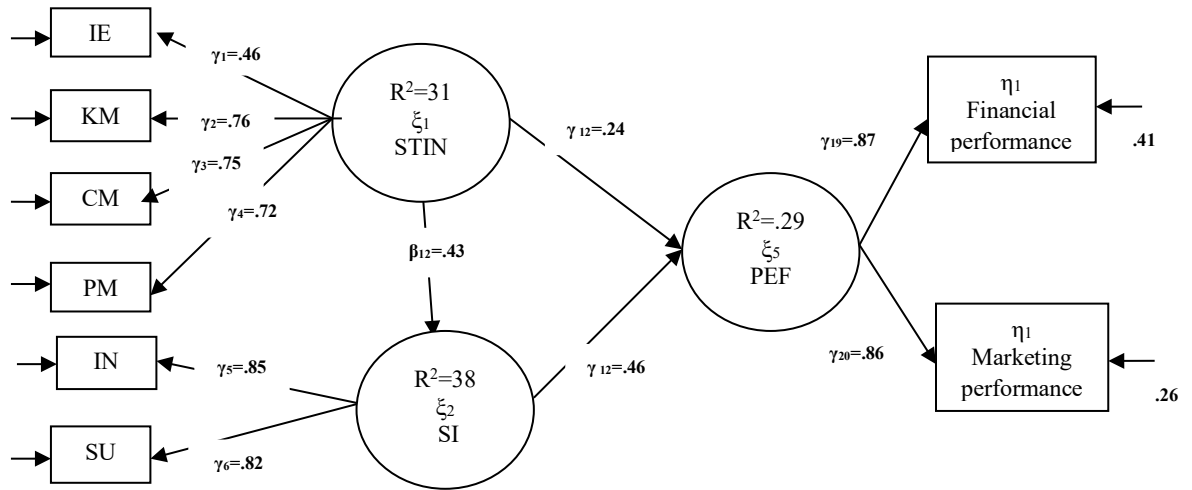 IE
γ₁=.46
KM
γ₂=.76
CM
γ₃=.75
PM
γ₄=.72
IN
γ₅=.85
SU
γ₆=.82
R²=31
ξ₁
STIN
β₁₂=.43
R²=38
ξ₂
SI
γ ₁₂=.24
γ ₁₂=.46
R²=.29
ξ₅
PEF
γ₁₉=.87
γ₂₀=.86
η₁
Financial
performance
.41
η₁
Marketing
performance
.26